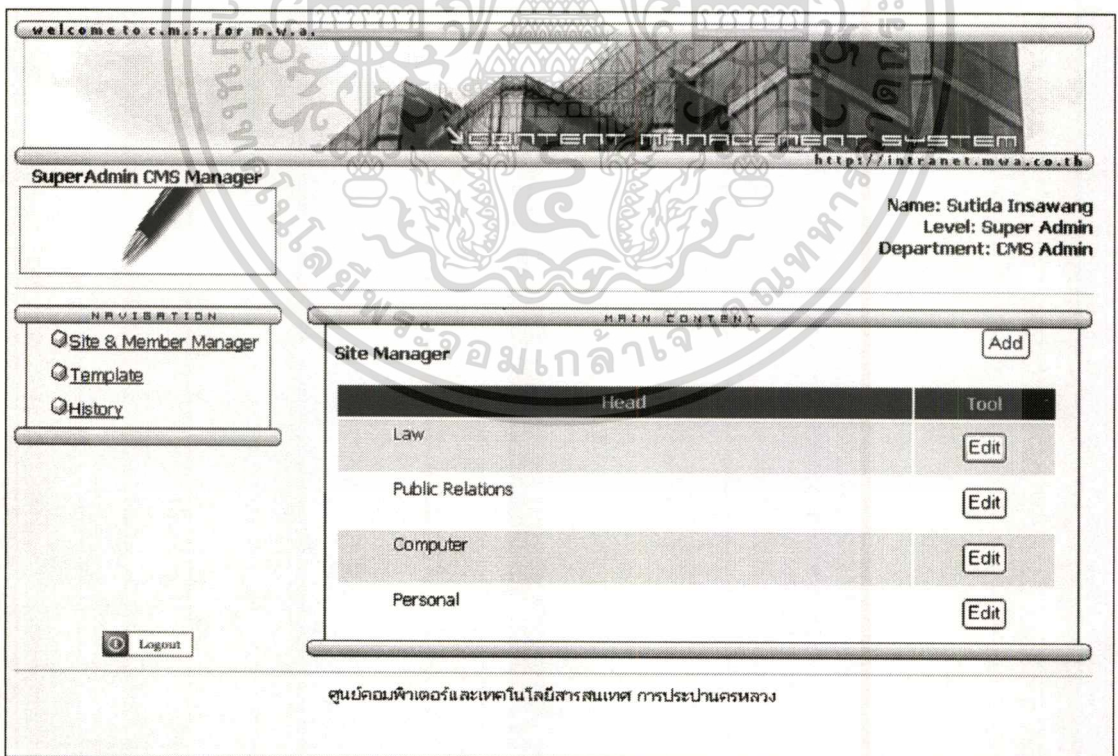 welcome to c.m.s. for m.w.a.
CONTENT MANAGEMENT SYSTEM
http://intranet.mwa.co.th
SuperAdmin CMS Manager
Name: Sutida Insawang
Level: Super Admin
Department: CMS Admin
NAVIGATION
Site & Member Manager
Template
History
Logout
MAIN CONTENT
Site Manager
Add
Head
Tool
Law
Edit
Public Relations
Edit
Computer
Edit
Personal
Edit
ศูนย์คอมพิวเตอร์และเทคโนโลยีสารสนเทศ การประปานครหลวง